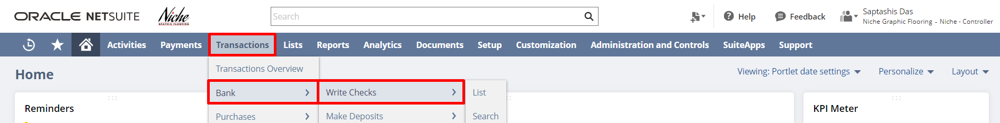 ORACLE NETSUITE
Niche
GRAPHIC FLOORING
Search
Help
Feedback
Saptashis Das
Niche Graphic Flooring - Niche - Controller
Activities Payments Transactions Lists Reports Analytics Documents Setup Customization Administration and Controls SuiteApps Support
Home
Transactions Overview
Viewing: Portlet date settings Personalize Layout
Bank
Write Checks
List
Reminders
KPI Meter
Purchases
Make Deposits
Search